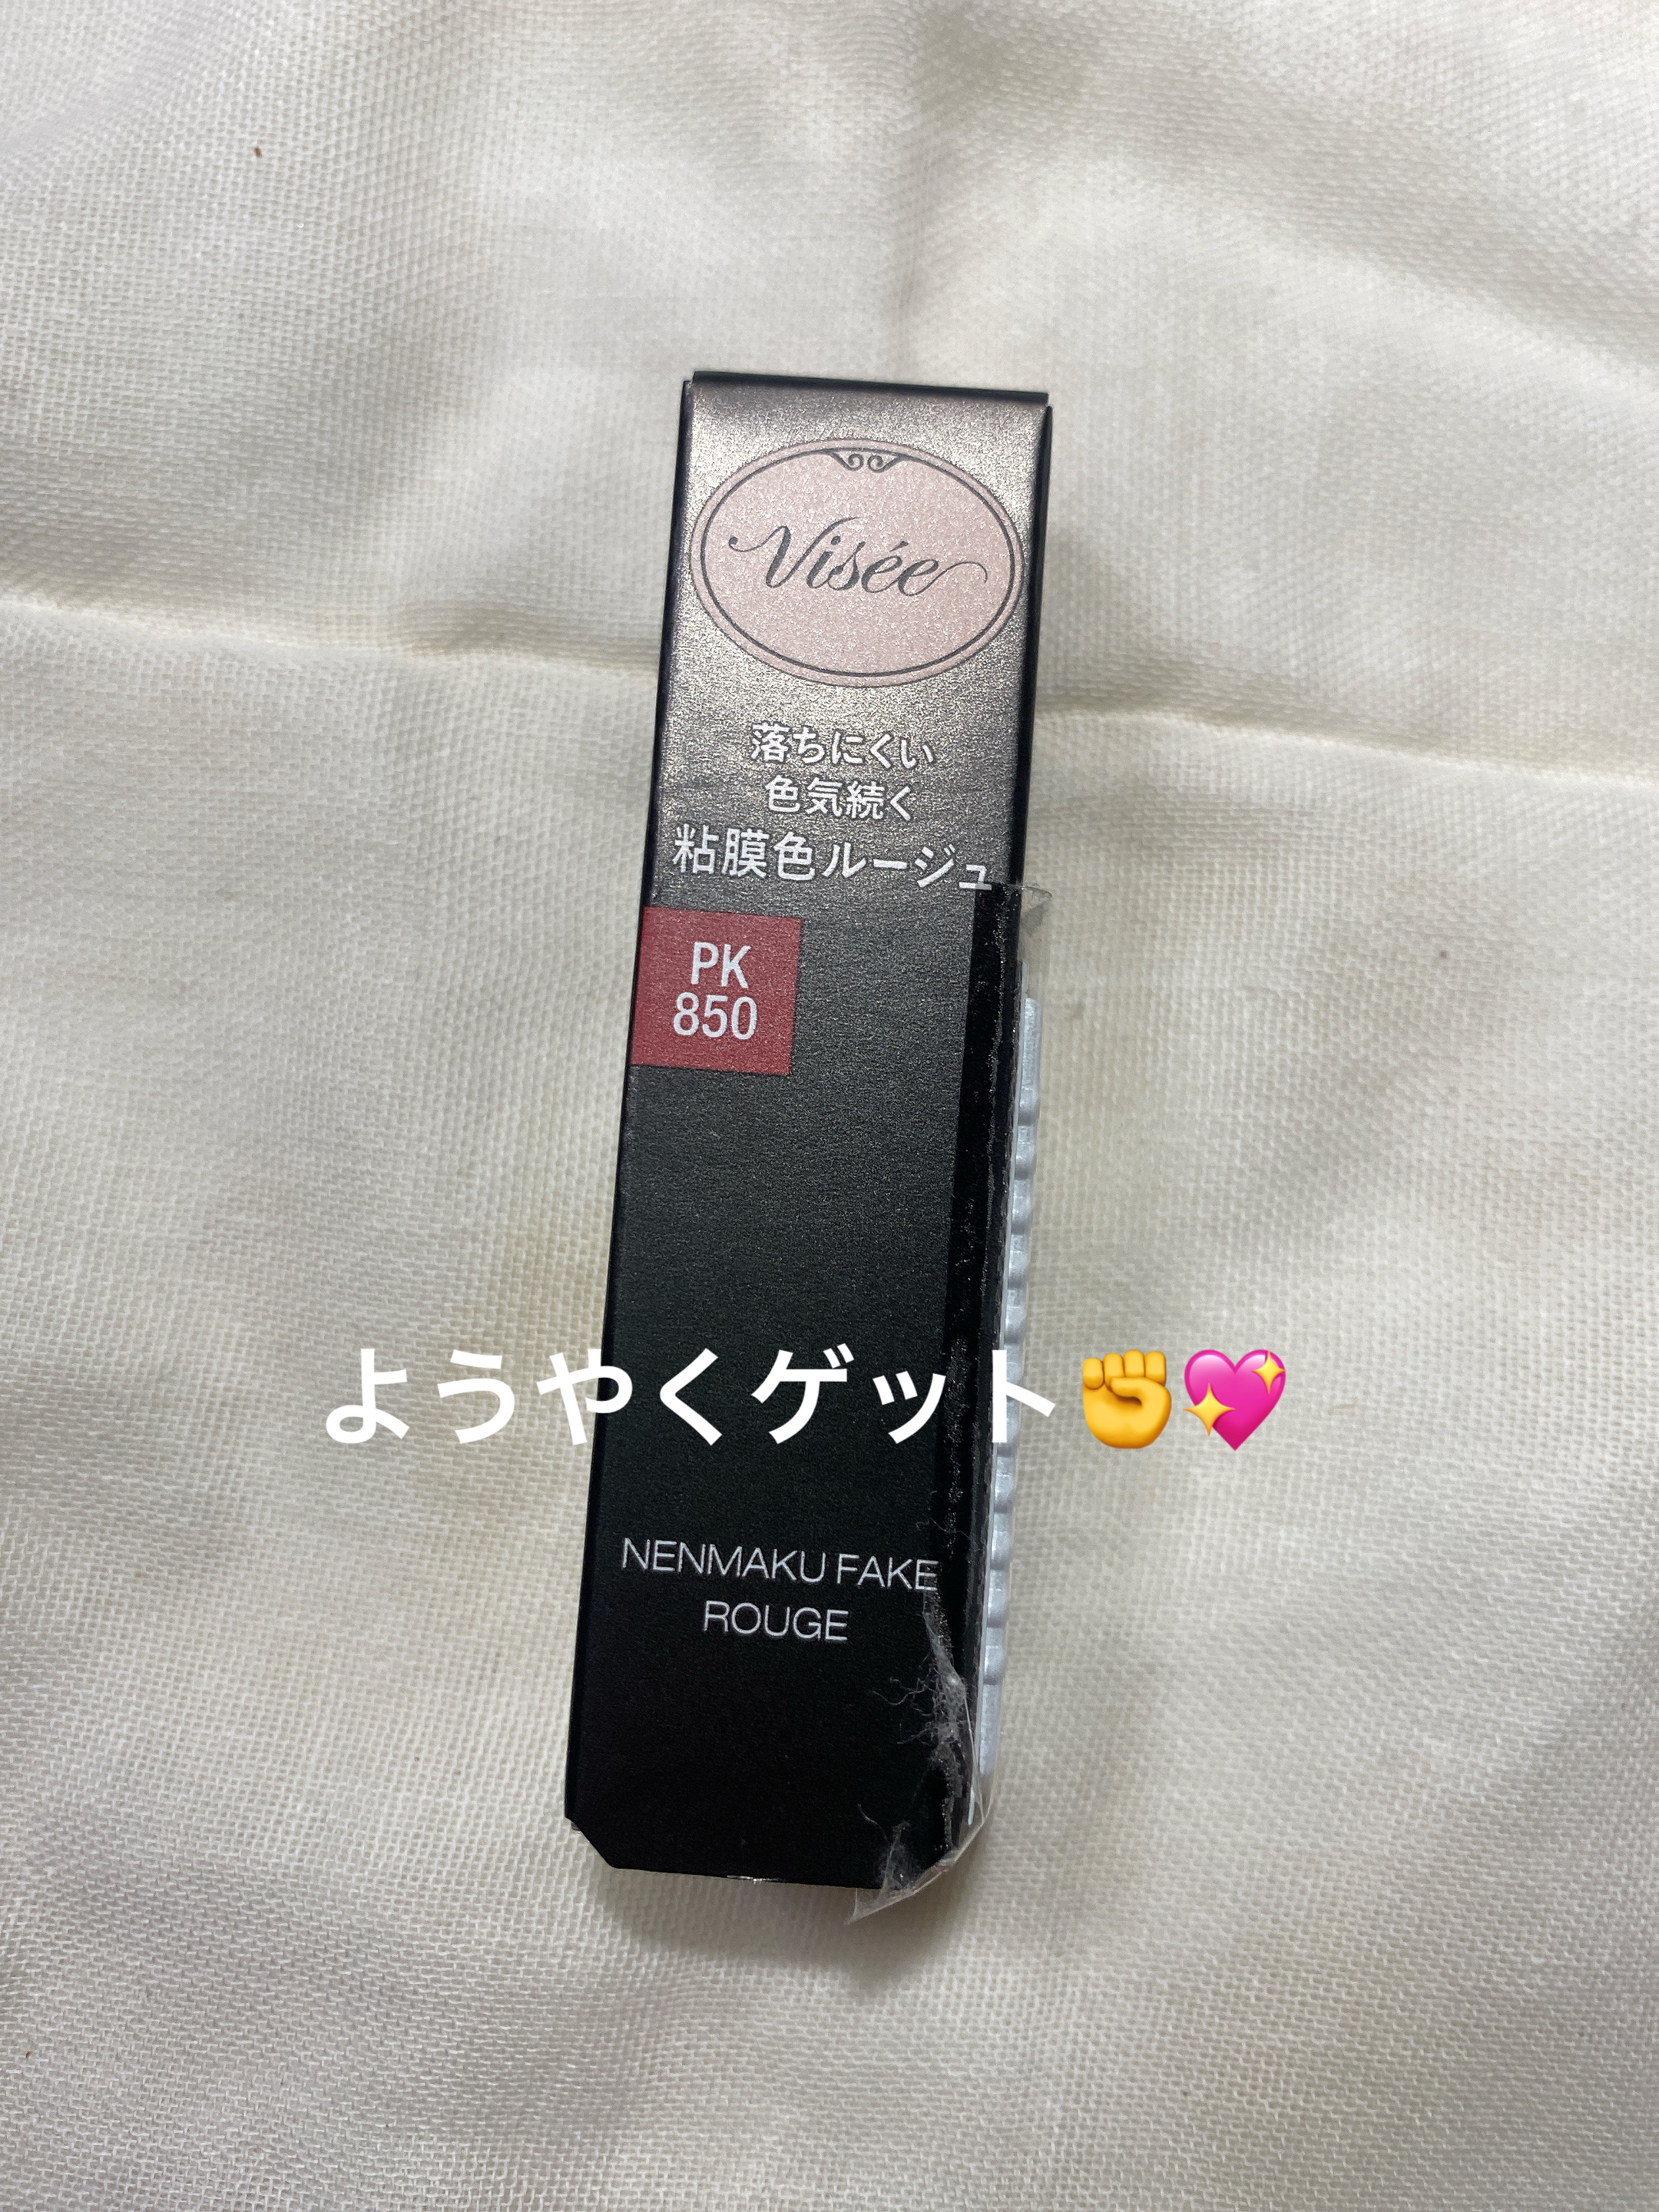 Visée
落ちにくい
色気続く
粘膜色ルージュ
PK
850
ようやくゲット✊💖
NENMAKU FAKE
ROUGE